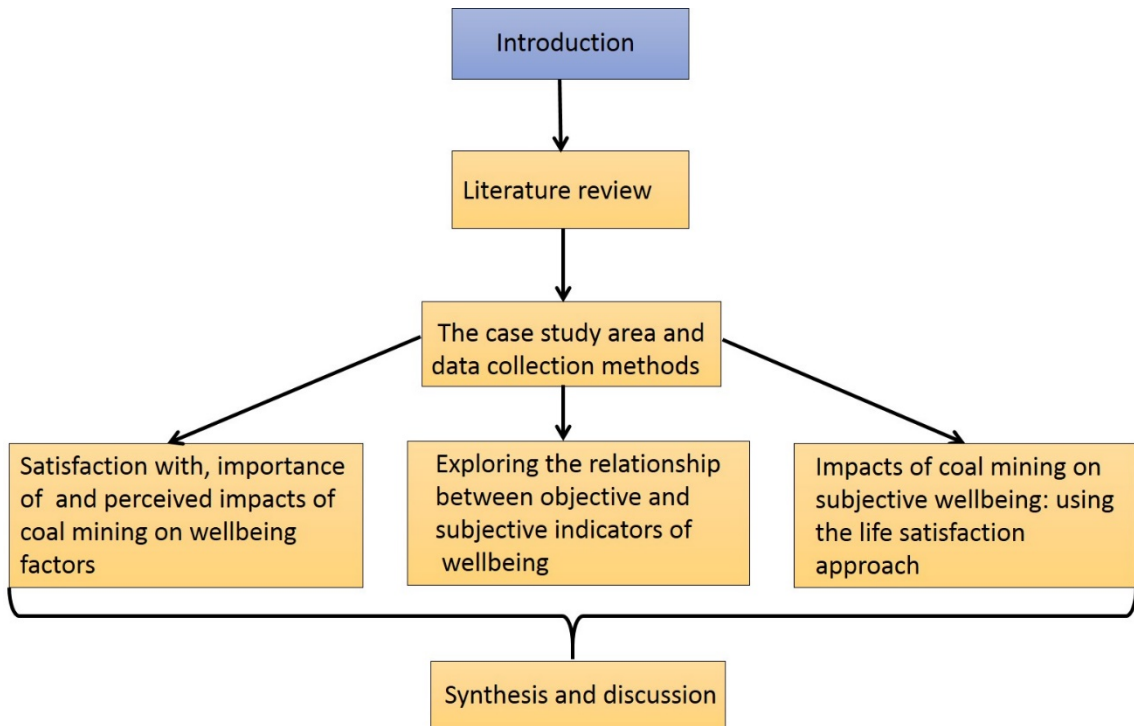 Introduction
Literature review
The case study area and
data collection methods
Satisfaction with, importance
of and perceived impacts of
coal mining on wellbeing
factors
Exploring the relationship
between objective and
subjective indicators of
wellbeing
Impacts of coal mining on
subjective wellbeing: using
the life satisfaction
approach
Synthesis and discussion